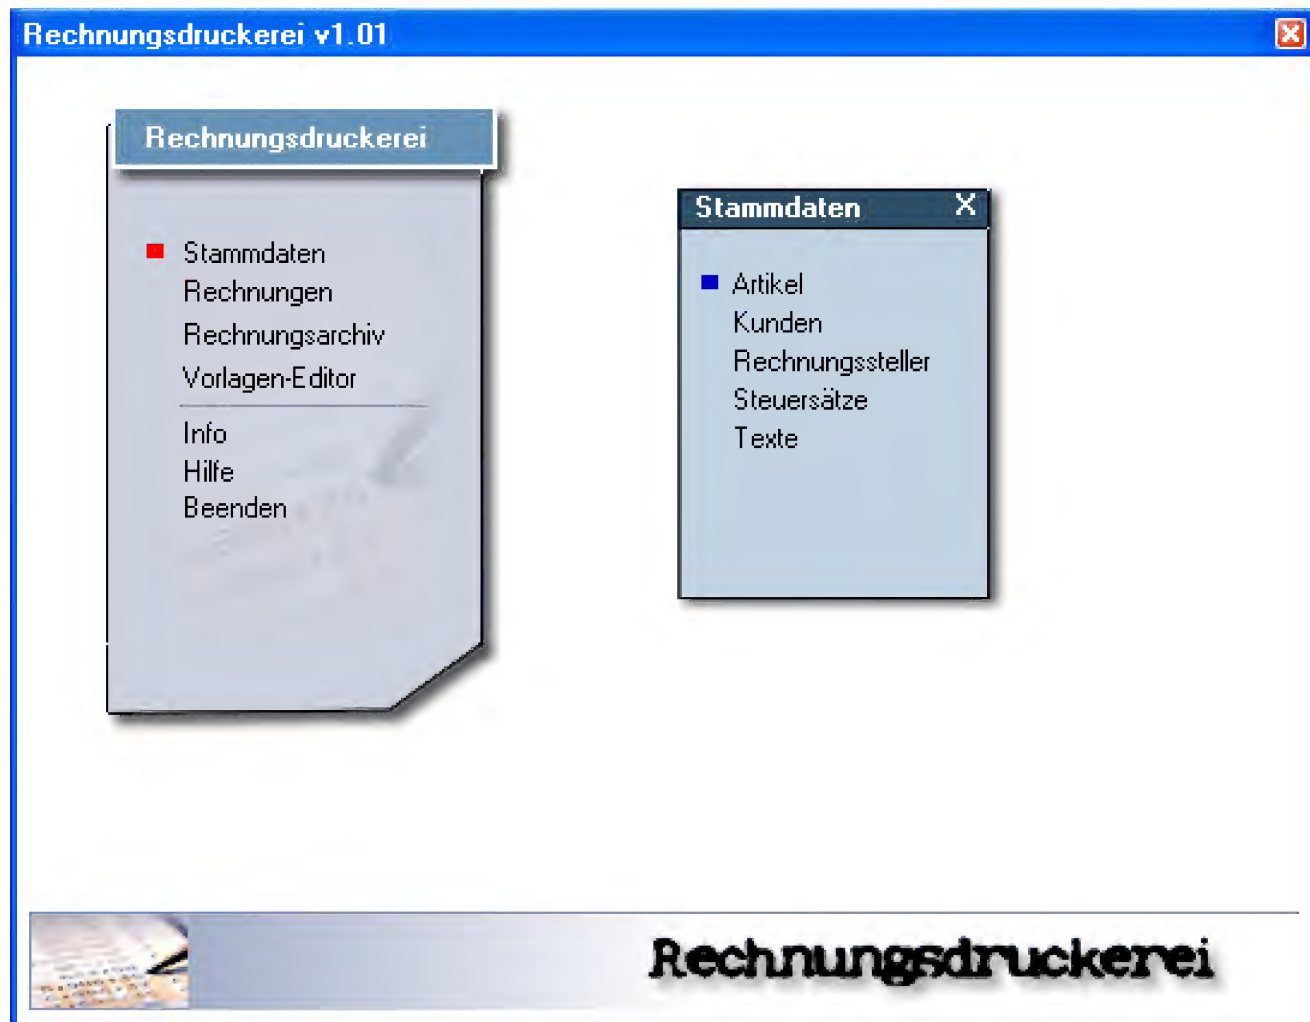 Rechnungsdruckerei v1.01
Rechnungsdruckerei
Stammdaten
Rechnungen
Rechnungsarchiv
Vorlagen-Editor
Info
Hilfe
Beenden
Stammdaten X
Artikel
Kunden
Rechnungssteller
Steuersätze
Texte
Rechnungsdruckerei